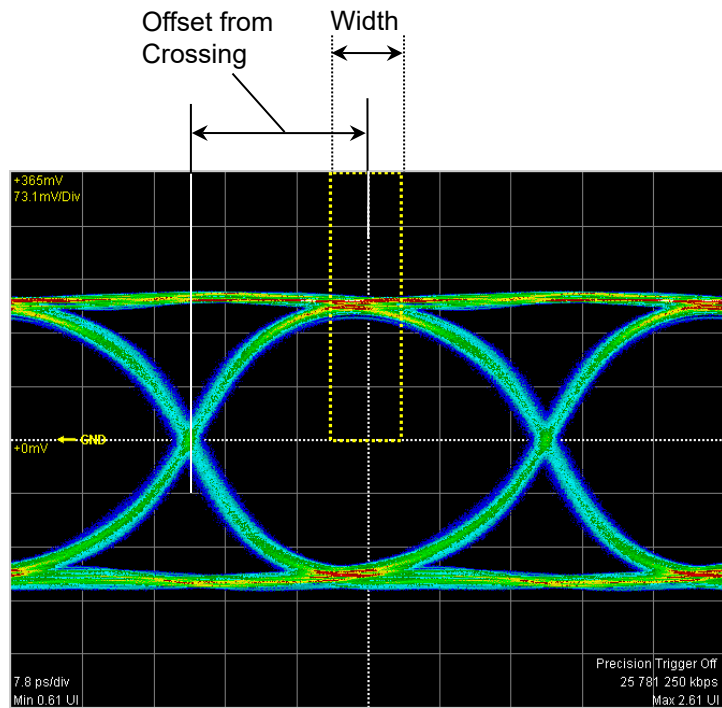 Offset from
Crossing
Width
+365mV
73.1mV/Div
+0mV
GND
Precision Trigger Off
7.8 ps/div
25 781 250 kbps
Min 0.61 UI
Max 2.61 UI